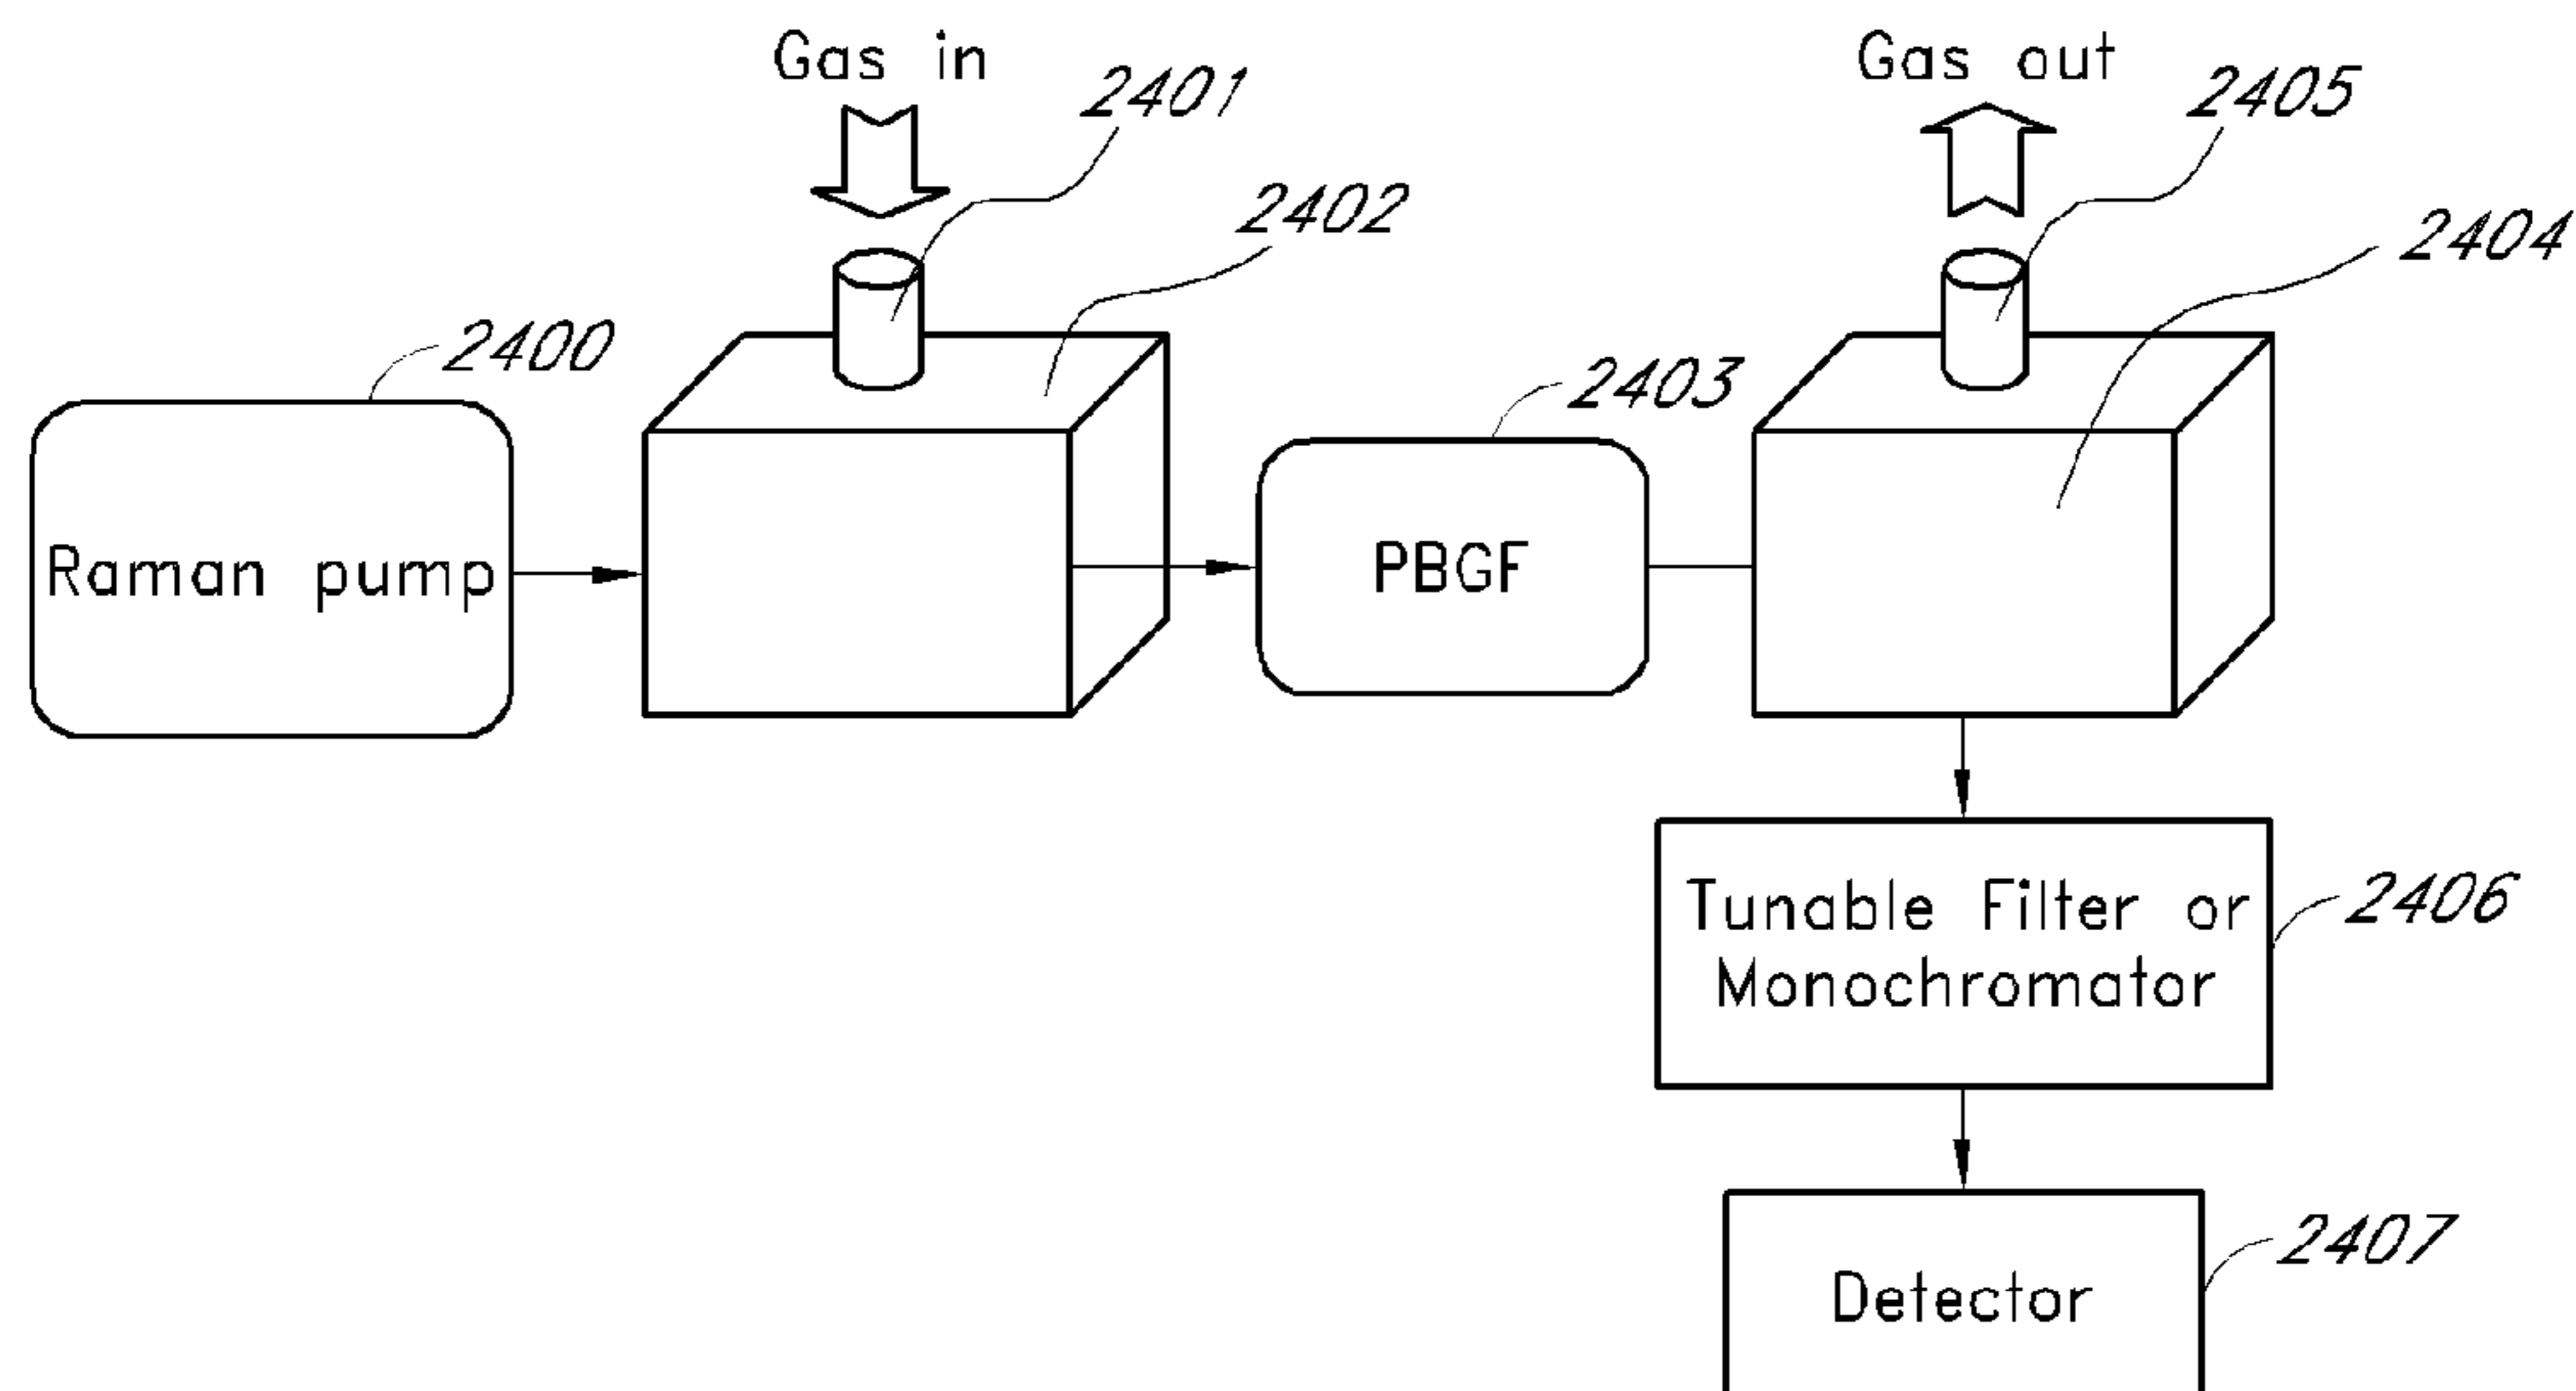 Gas in
Gas out
2401
2405
2402
2404
2400
2403
Raman pump
PBGF
Tunable Filter or
Monochromator
2406
2407
Detector